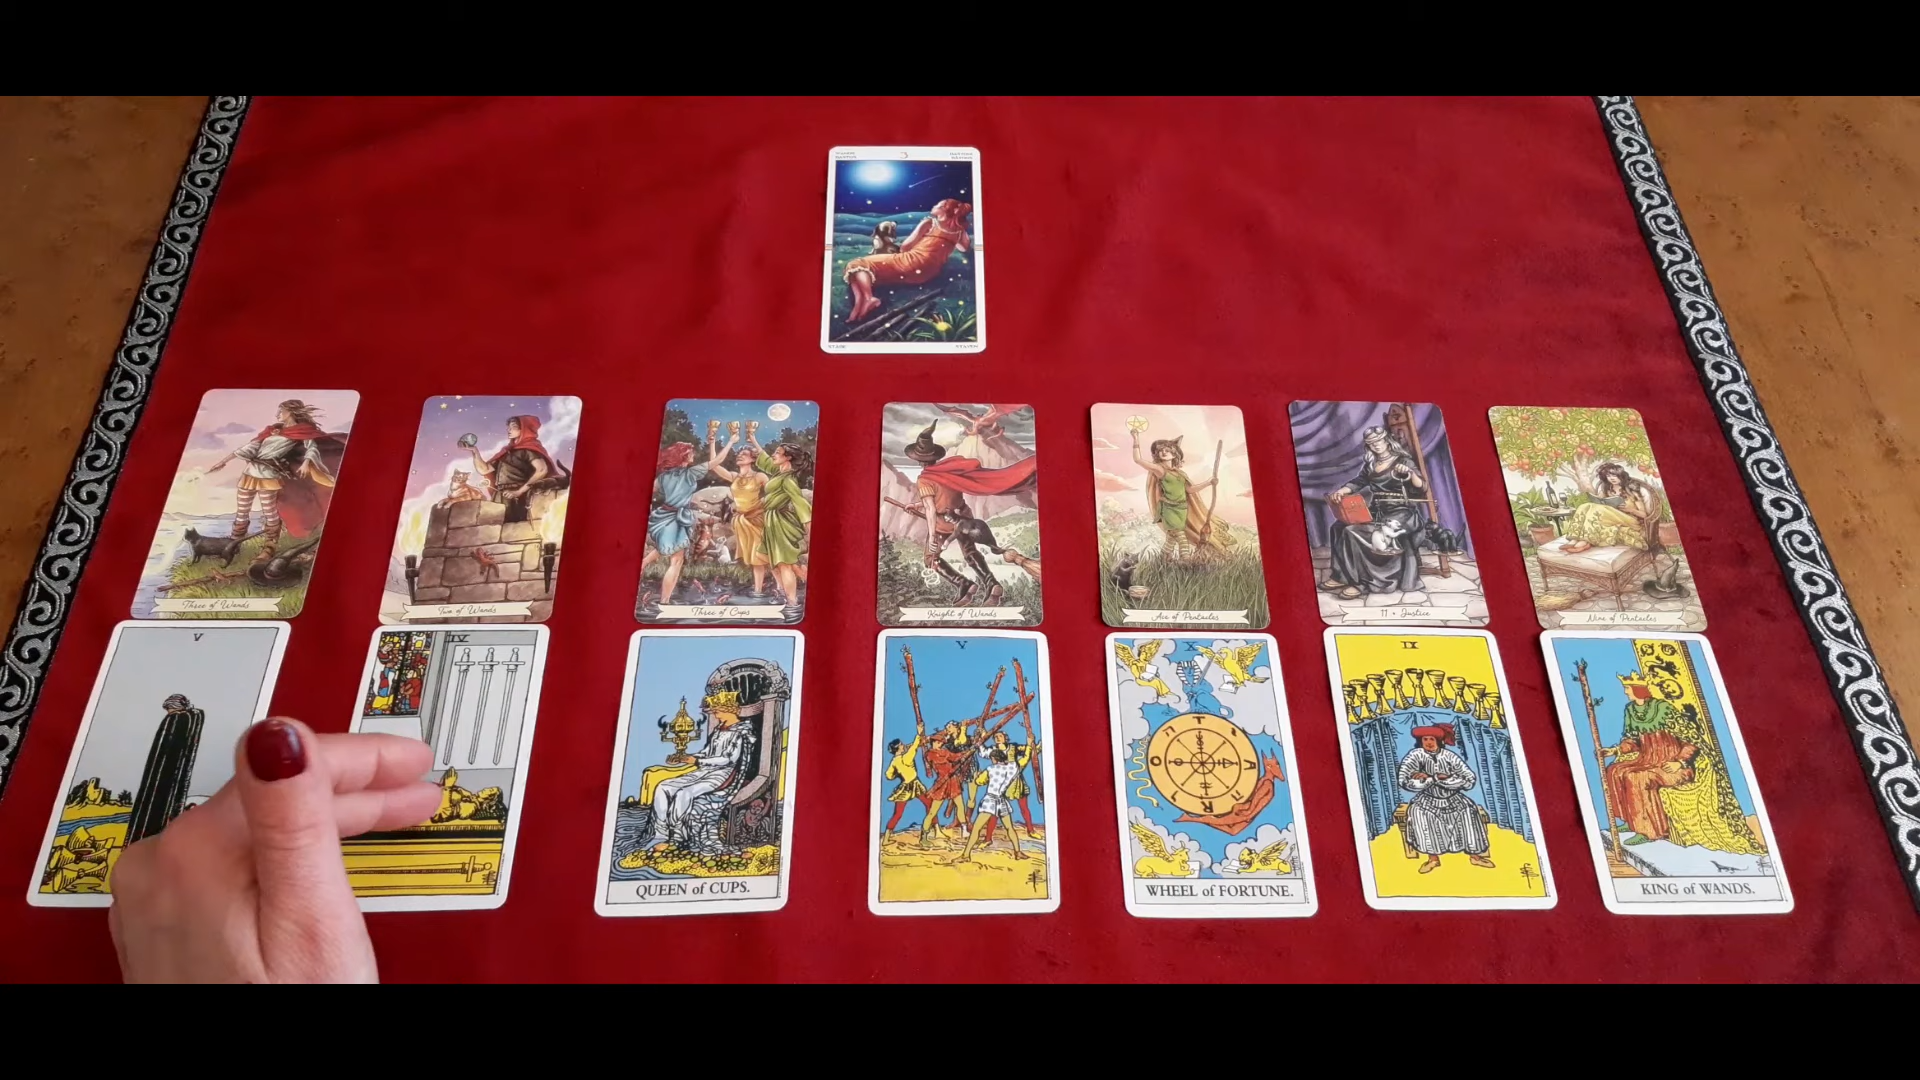 3
Three of Wands
Two of Wands
Three of Cups
Knight of Wands
Ace of Pentacles
11 • Justice
Nine of Pentacles
V
IV
V
X
IX
T A R O
QUEEN of CUPS.
WHEEL of FORTUNE.
KING of WANDS.